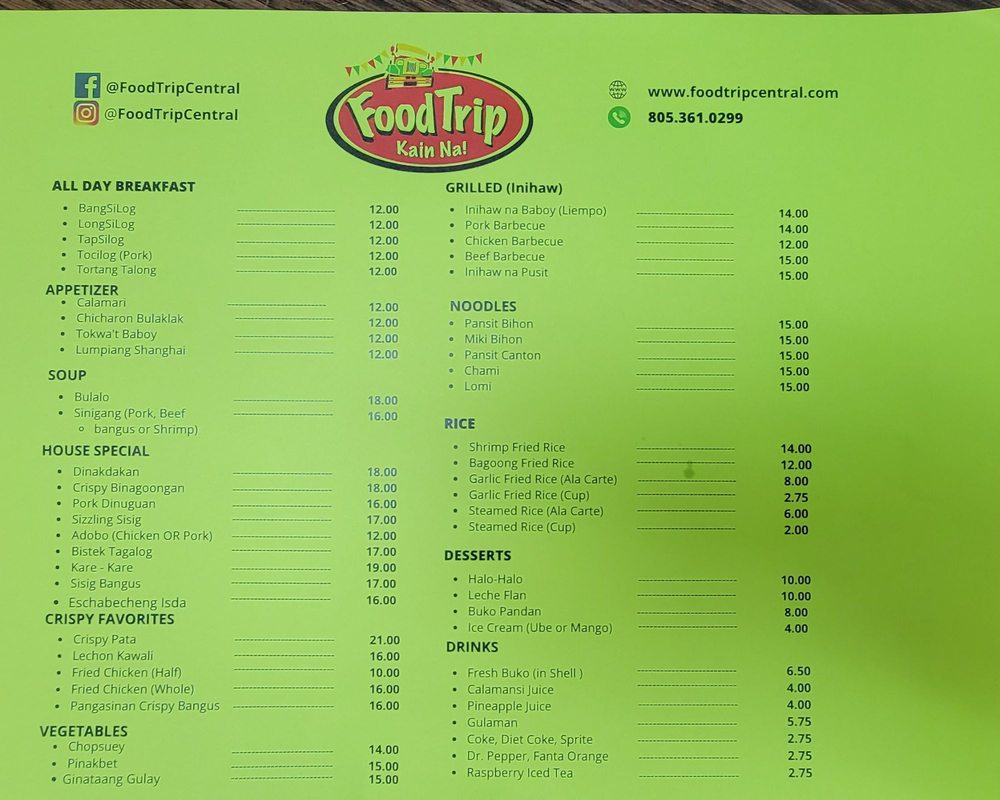 @FoodTripCentral
@FoodTripCentral
FoodTrip
Kain Na!
www.foodtripcentral.com
805.361.0299
ALL DAY BREAKFAST
• BangSiLog 12.00
• LongSiLog 12.00
• TapSilog 12.00
• Tocilog (Pork) 12.00
• Tortang Talong 12.00
APPETIZER
• Calamari 12.00
• Chicharon Bulaklak 12.00
• Tokwa't Baboy 12.00
• Lumpiang Shanghai 12.00
SOUP
• Bulalo 18.00
• Sinigang (Pork, Beef 16.00
◦ bangus or Shrimp)
HOUSE SPECIAL
• Dinakdakan 18.00
• Crispy Binagoongan 18.00
• Pork Dinuguan 16.00
• Sizzling Sisig 17.00
• Adobo (Chicken OR Pork) 12.00
• Bistek Tagalog 17.00
• Kare - Kare 19.00
• Sisig Bangus 17.00
• Eschabecheng Isda 16.00
CRISPY FAVORITES
• Crispy Pata 21.00
• Lechon Kawali 16.00
• Fried Chicken (Half) 10.00
• Fried Chicken (Whole) 16.00
• Pangasinan Crispy Bangus 16.00
VEGETABLES
• Chopsuey 14.00
• Pinakbet 15.00
• Ginataang Gulay 15.00
GRILLED (Inihaw)
• Inihaw na Baboy (Liempo) 14.00
• Pork Barbecue 14.00
• Chicken Barbecue 12.00
• Beef Barbecue 15.00
• Inihaw na Pusit 15.00
NOODLES
• Pansit Bihon 15.00
• Miki Bihon 15.00
• Pansit Canton 15.00
• Chami 15.00
• Lomi 15.00
RICE
• Shrimp Fried Rice 14.00
• Bagoong Fried Rice 12.00
• Garlic Fried Rice (Ala Carte) 8.00
• Garlic Fried Rice (Cup) 2.75
• Steamed Rice (Ala Carte) 6.00
• Steamed Rice (Cup) 2.00
DESSERTS
• Halo-Halo 10.00
• Leche Flan 10.00
• Buko Pandan 8.00
• Ice Cream (Ube or Mango) 4.00
DRINKS
• Fresh Buko (in Shell ) 6.50
• Calamansi Juice 4.00
• Pineapple Juice 4.00
• Gulaman 5.75
• Coke, Diet Coke, Sprite 2.75
• Dr. Pepper, Fanta Orange 2.75
• Raspberry Iced Tea 2.75